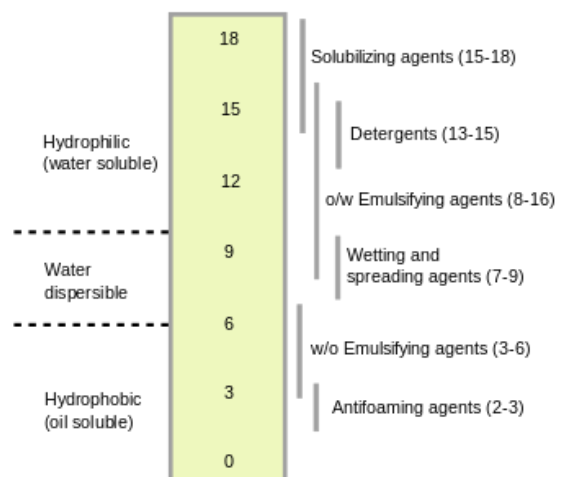 18
Solubilizing agents (15-18)
15
Detergents (13-15)
Hydrophilic
(water soluble)
12
o/w Emulsifying agents (8-16)
9
Wetting and
spreading agents (7-9)
Water
dispersible
6
w/o Emulsifying agents (3-6)
3
Antifoaming agents (2-3)
Hydrophobic
(oil soluble)
0